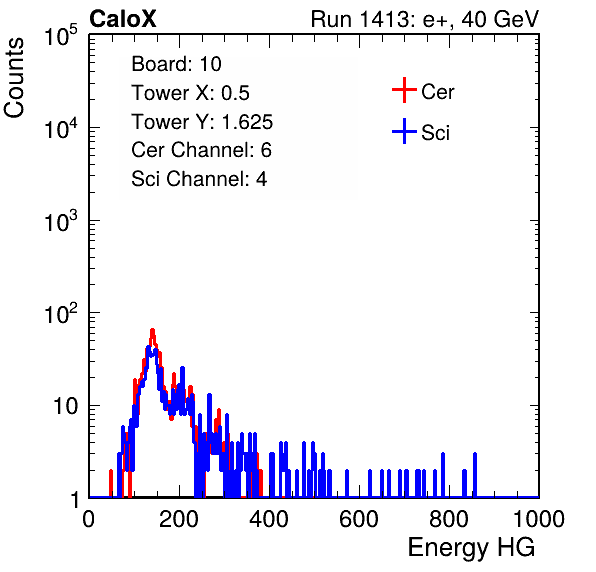 CaloX Run 1413: e+, 40 GeV
Counts
10^5
10^4
10^3
10^2
10
1
Board: 10
Tower X: 0.5
Tower Y: 1.625
Cer Channel: 6
Sci Channel: 4
Cer
Sci
0 200 400 600 800 1000
Energy HG